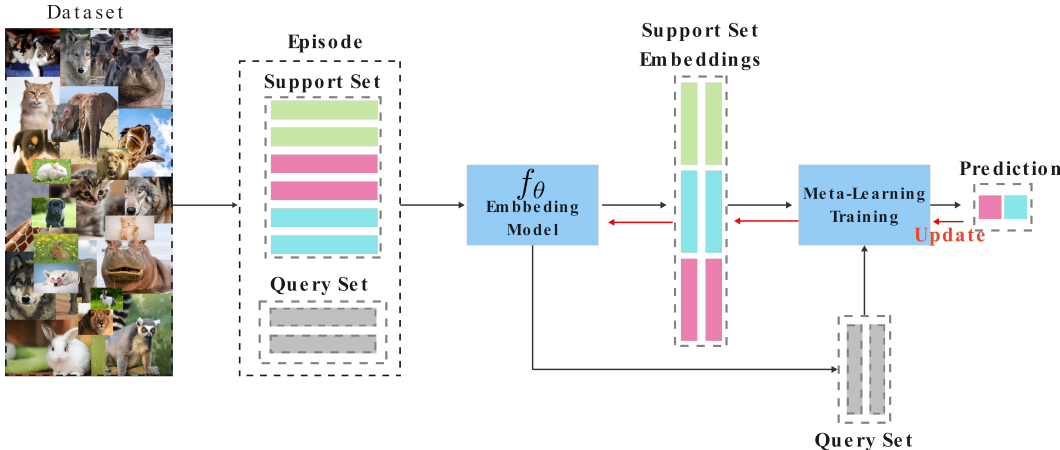 Dataset
Episode
Support Set
Query Set
fθ
Embbeding
Model
Support Set
Embeddings
Meta-Learning
Training
Prediction
Update
Query Set